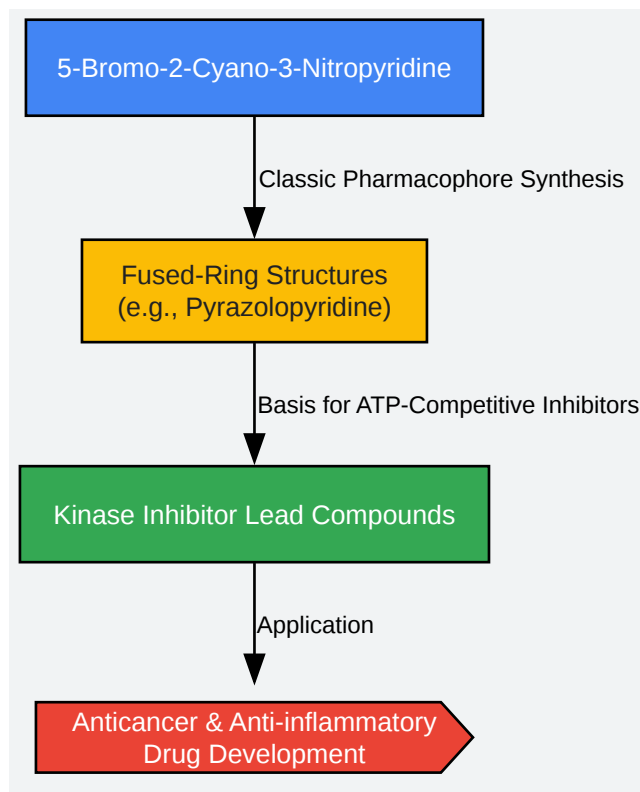 5-Bromo-2-Cyano-3-Nitropyridine
Classic Pharmacophore Synthesis
Fused-Ring Structures
(e.g., Pyrazolopyridine)
Basis for ATP-Competitive Inhibitors
Kinase Inhibitor Lead Compounds
Application
Anticancer & Anti-inflammatory
Drug Development